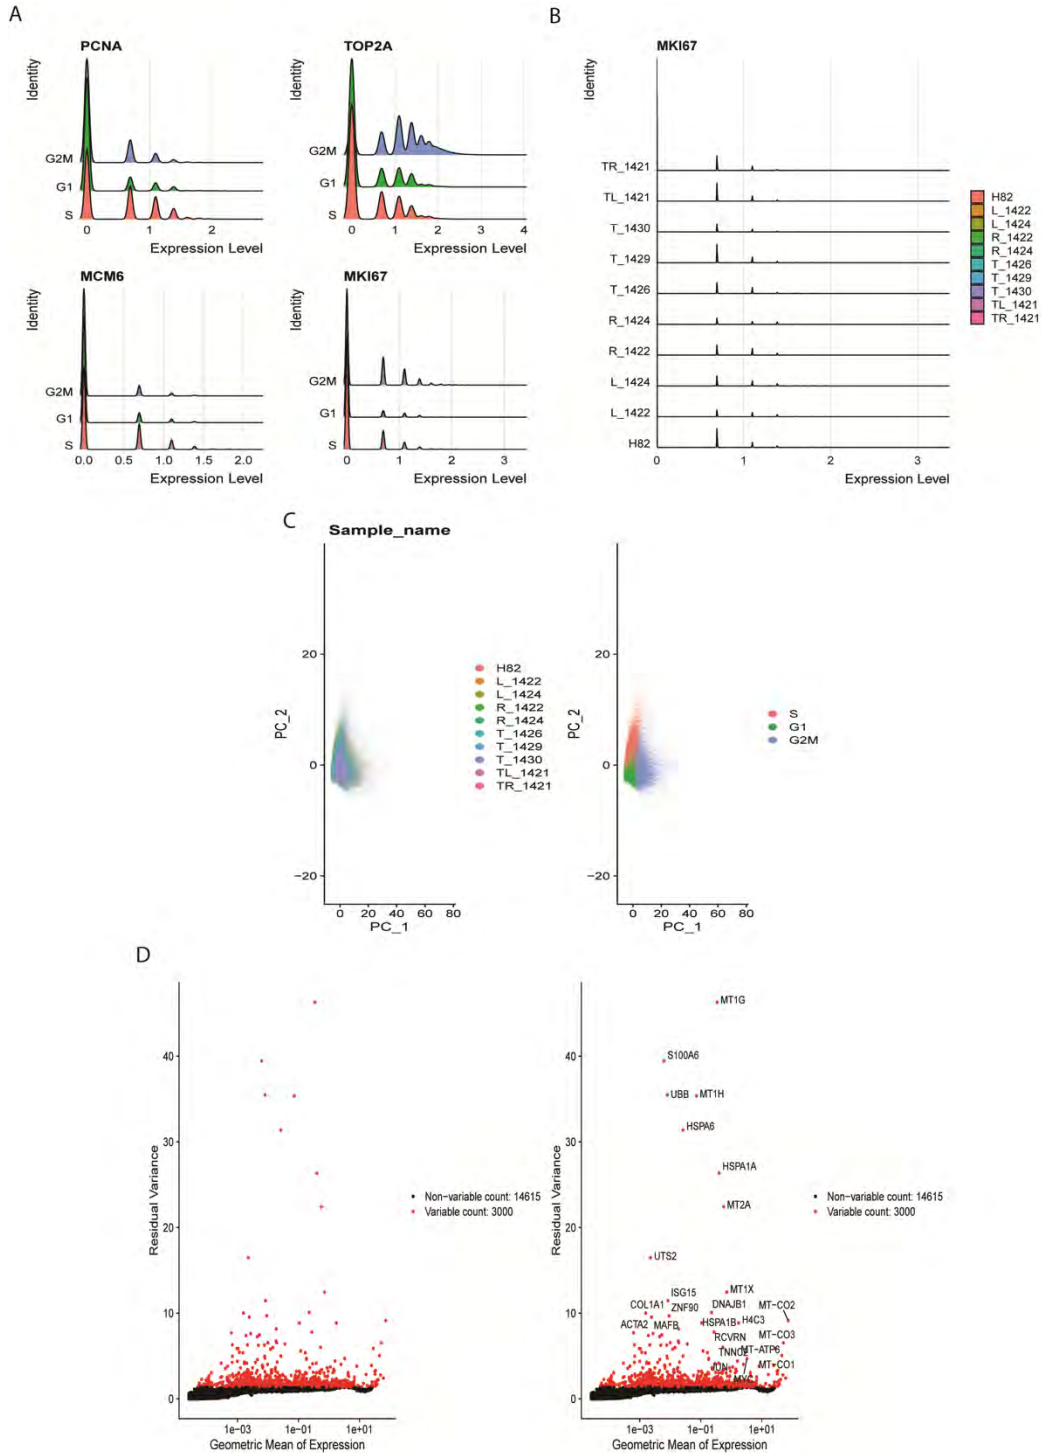 A
B
PCNA
TOP2A
MKI67
Identity
Identity
Identity
G2M
G1
S
0
1
2
Expression Level
G2M
G1
S
0
1
2
3
4
Expression Level
MCM6
MKI67
Identity
Identity
G2M
G1
S
0.0
0.5
1.0
1.5
2.0
Expression Level
G2M
G1
S
0
1
2
3
Expression Level
TR_1421
TL_1421
T_1430
T_1429
T_1426
R_1424
R_1422
L_1424
L_1422
H82
0
1
2
3
Expression Level
H82
L_1422
L_1424
R_1422
R_1424
T_1426
T_1429
T_1430
TL_1421
TR_1421
C
Sample_name
PC_2
20
0
−20
0
20
40
60
80
PC_1
H82
L_1422
L_1424
R_1422
R_1424
T_1426
T_1429
T_1430
TL_1421
TR_1421
PC_2
20
0
−20
0
20
40
60
80
PC_1
S
G1
G2M
D
Residual Variance
40
30
20
10
0
1e−03
1e−01
1e+01
Geometric Mean of Expression
Non−variable count: 14615
Variable count: 3000
Residual Variance
40
30
20
10
0
1e−03
1e−01
1e+01
Geometric Mean of Expression
MT1G
S100A6
UBB
MT1H
HSPA6
HSPA1A
MT2A
UTS2
MT1X
ISG15
COL1A1
ZNF90
DNAJB1
MT−CO2
ACTA2
MAFB
HSPA1B
H4C3
RCVRN
MT−CO3
MT−ATP6
JUN
MT−CO1
MYC
Non−variable count: 14615
Variable count: 3000